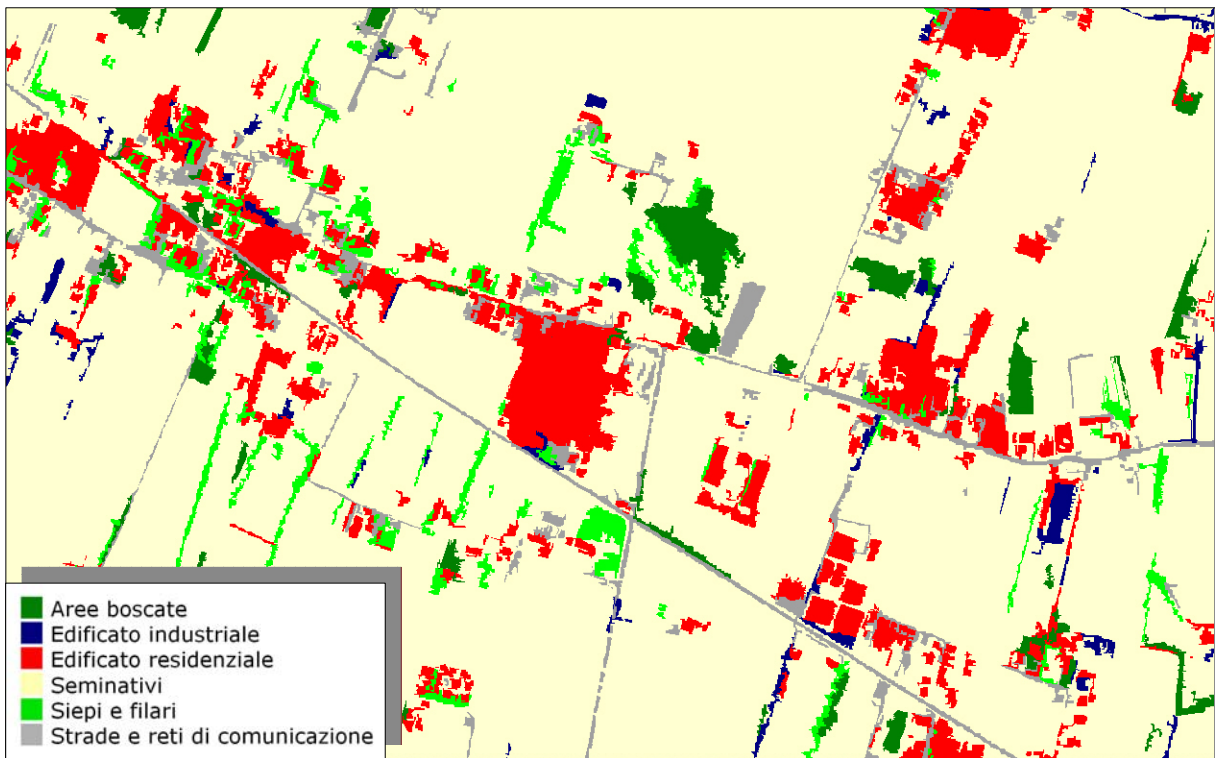 Aree boscate
Edificato industriale
Edificato residenziale
Seminativi
Siepi e filari
Strade e reti di comunicazione